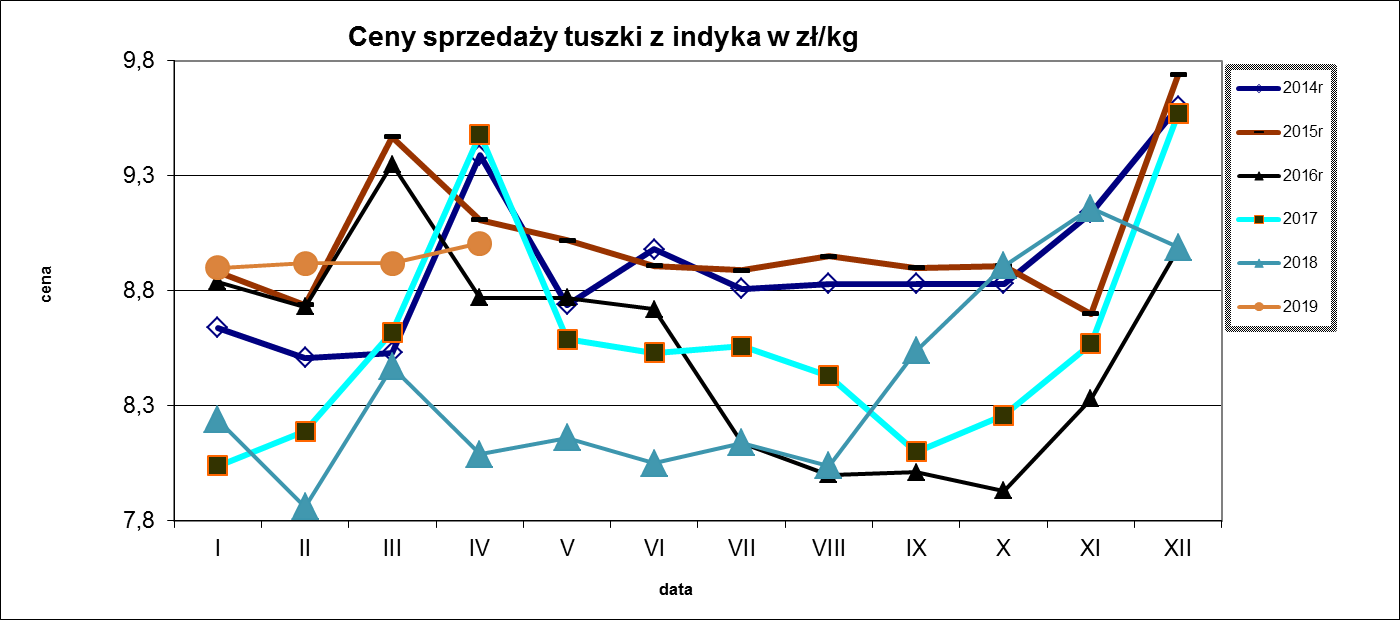 Ceny sprzedaży tuszki z indyka w zł/kg
9,8
9,3
8,8
8,3
7,8
cena
I II III IV V VI VII VIII IX X XI XII
data
2014r
2015r
2016r
2017
2018
2019